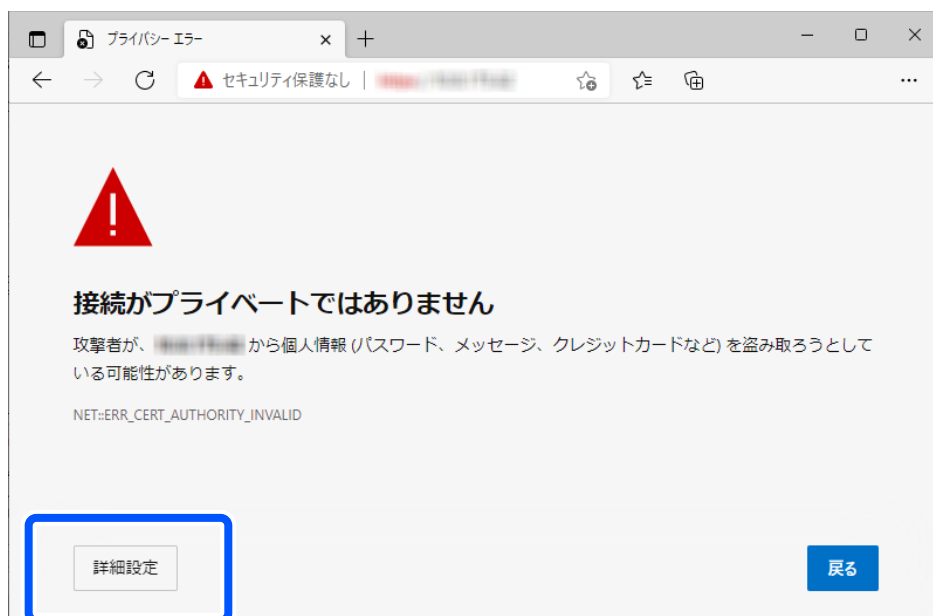 プライバシー エラー
セキュリティ保護なし
接続がプライベートではありません
攻撃者が、 から個人情報 (パスワード、メッセージ、クレジットカードなど) を盗み取ろうとして
いる可能性があります。
NET::ERR_CERT_AUTHORITY_INVALID
詳細設定
戻る